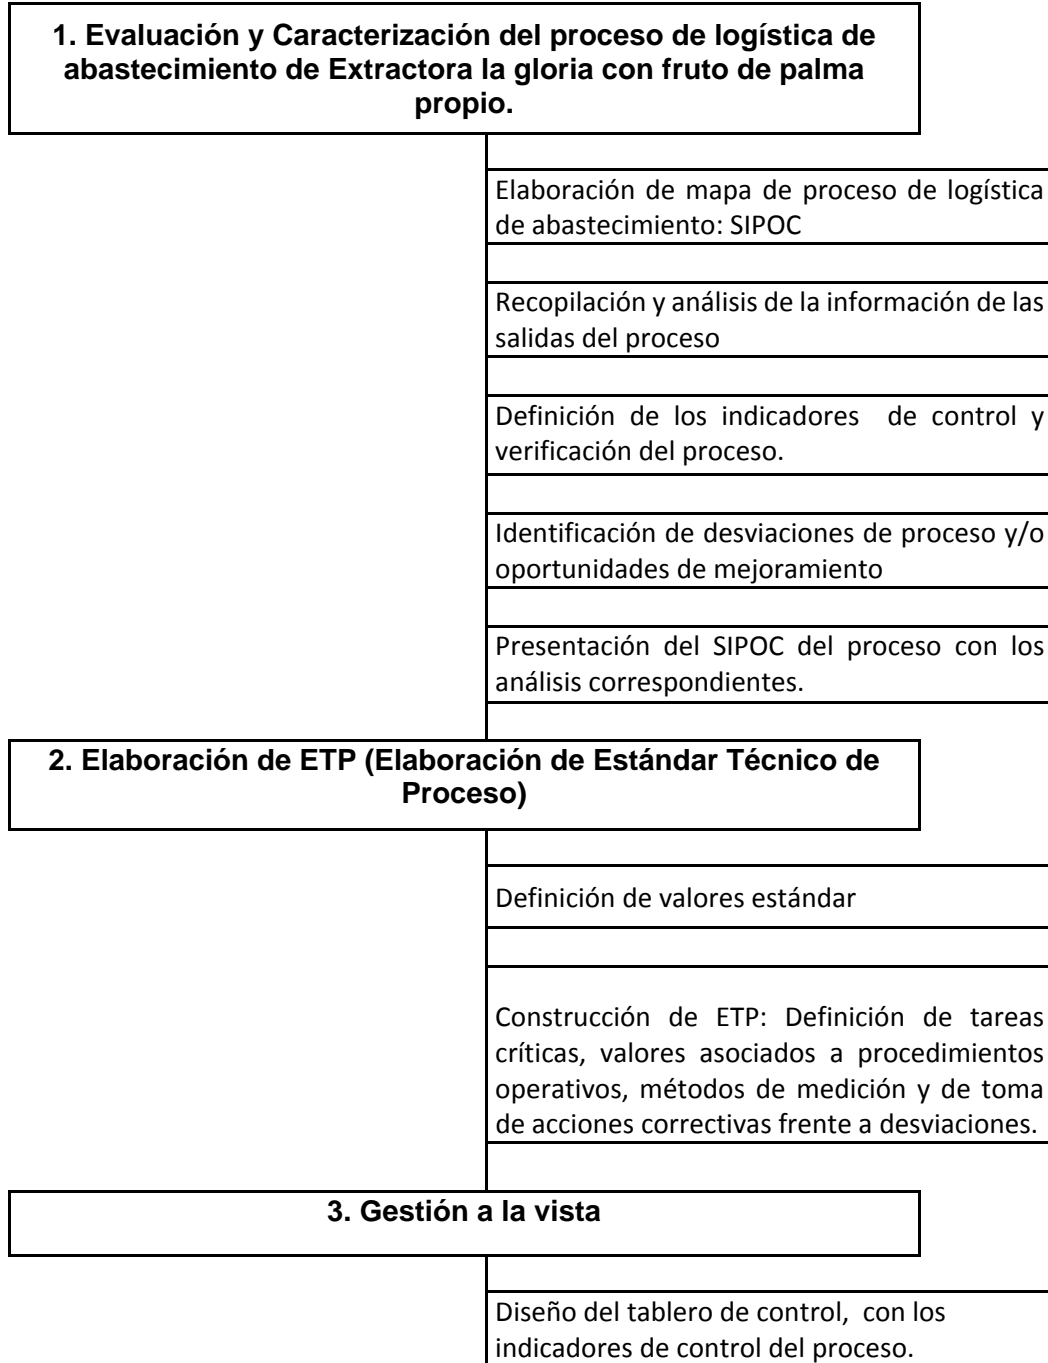 1. Evaluación y Caracterización del proceso de logística de
abastecimiento de Extractora la gloria con fruto de palma
propio.
Elaboración de mapa de proceso de logística
de abastecimiento: SIPOC
Recopilación y análisis de la información de las
salidas del proceso
Definición de los indicadores de control y
verificación del proceso.
Identificación de desviaciones de proceso y/o
oportunidades de mejoramiento
Presentación del SIPOC del proceso con los
análisis correspondientes.
2. Elaboración de ETP (Elaboración de Estándar Técnico de
Proceso)
Definición de valores estándar
Construcción de ETP: Definición de tareas
críticas, valores asociados a procedimientos
operativos, métodos de medición y de toma
de acciones correctivas frente a desviaciones.
3. Gestión a la vista
Diseño del tablero de control, con los
indicadores de control del proceso.